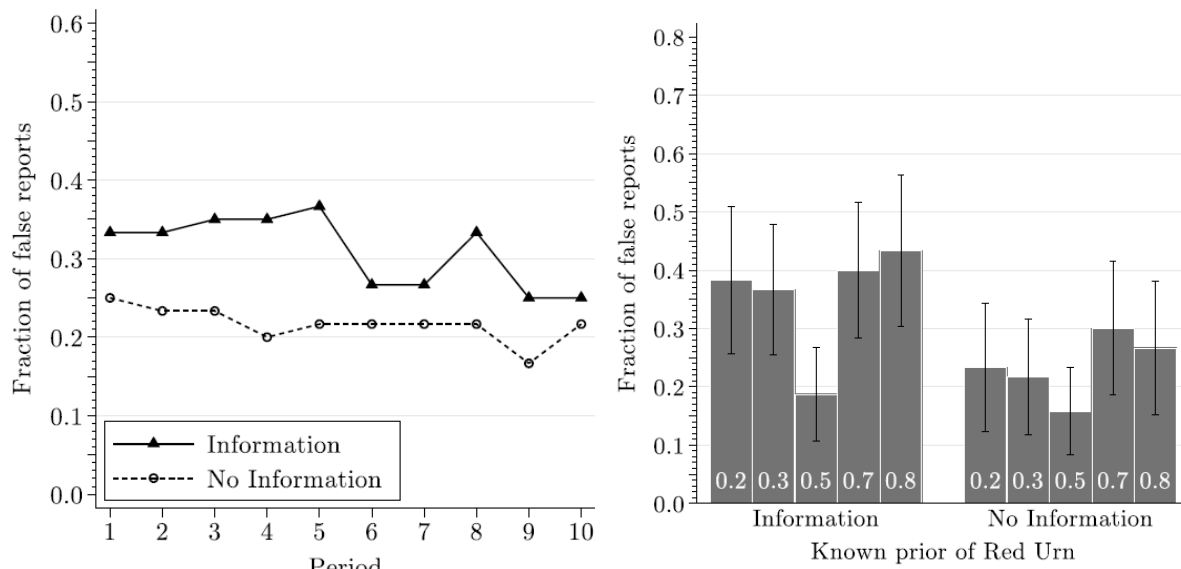 Fraction of false reports
0.6
0.5
0.4
0.3
0.2
0.1
0.0
Information
No Information
1 2 3 4 5 6 7 8 9 10
Period
Fraction of false reports
0.8
0.7
0.6
0.5
0.4
0.3
0.2
0.1
0.0
0.2 0.3 0.5 0.7 0.8 0.2 0.3 0.5 0.7 0.8
Information No Information
Known prior of Red Urn